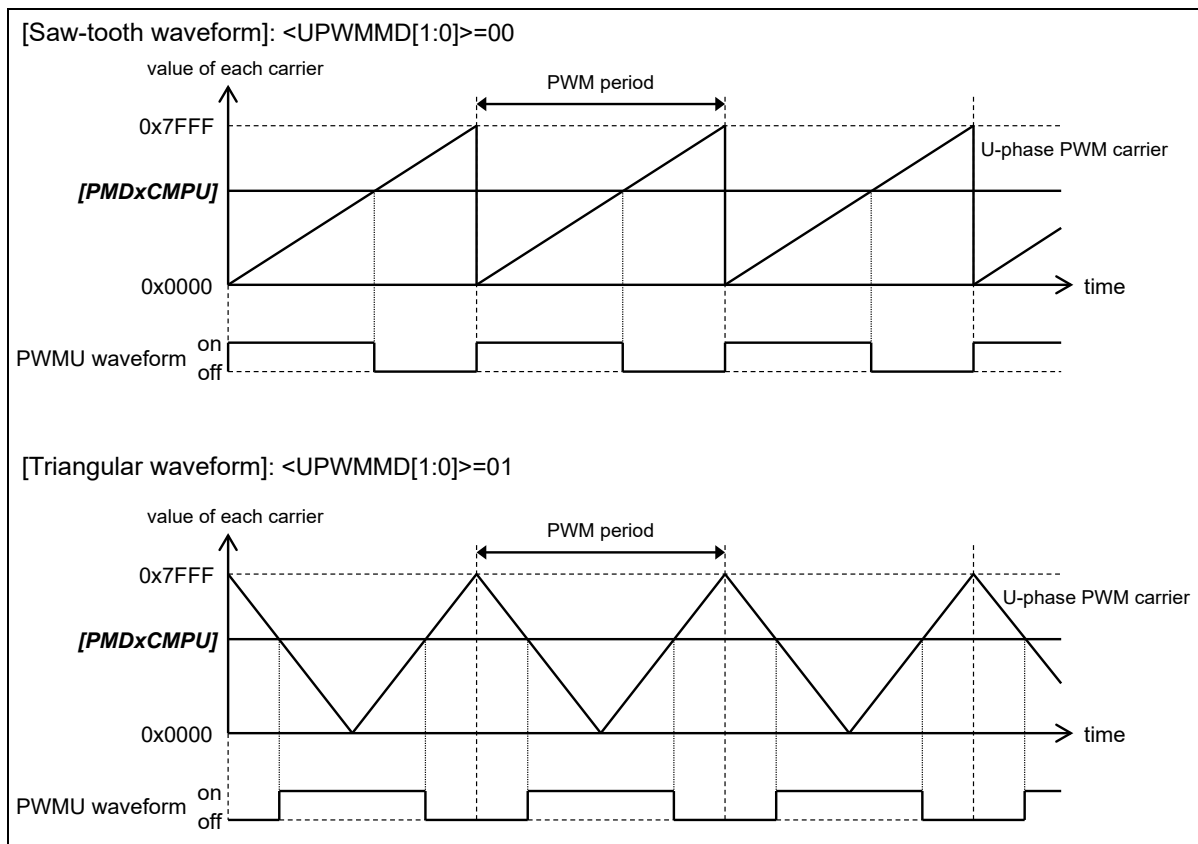 [Saw-tooth waveform]: <UPWMMD[1:0]>=00
value of each carrier
PWM period
0x7FFF
U-phase PWM carrier
[PMDxCMPU]
0x0000
time
PWMU waveform
on
off
[Triangular waveform]: <UPWMMD[1:0]>=01
value of each carrier
PWM period
0x7FFF
U-phase PWM carrier
[PMDxCMPU]
0x0000
time
PWMU waveform
on
off